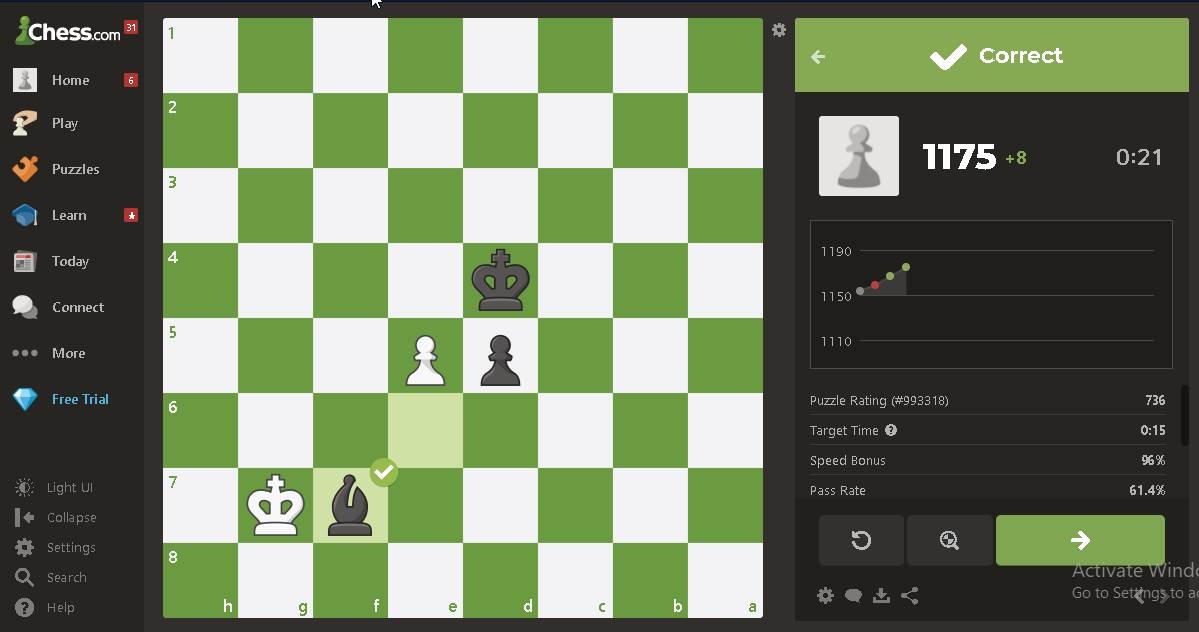 Chess.com 31
Home 6
Play
Puzzles
Learn
Today
Connect
More
Free Trial
Light UI
Collapse
Settings
Search
Help
1
2
3
4
5
6
7
8
h g f e d c b a
Correct
1175 +8 0:21
1190
1150
1110
Puzzle Rating (#993318) 736
Target Time ? 0:15
Speed Bonus 96%
Pass Rate 61.4%
Activate Windo
Go to Settings to ac